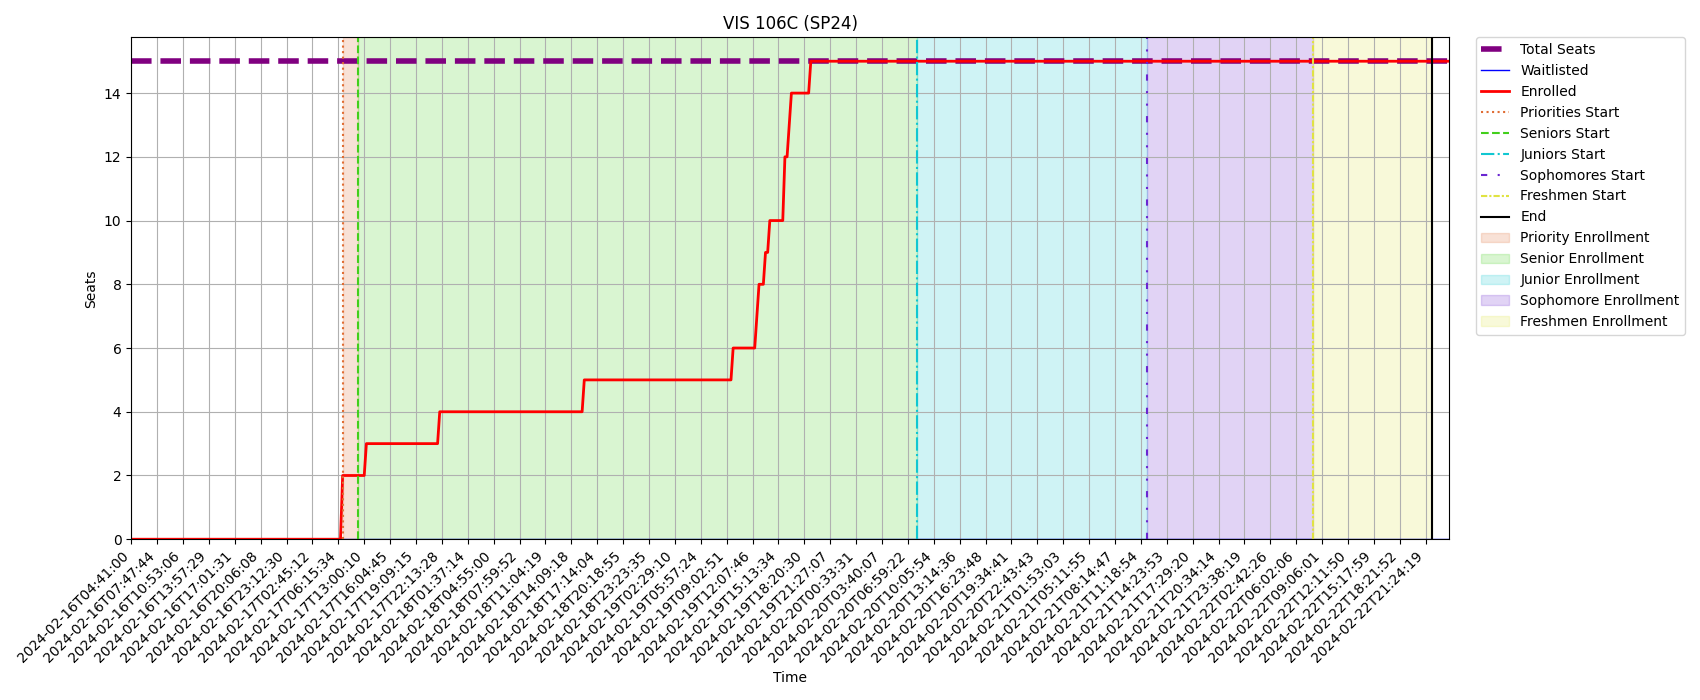 VIS 106C (SP24)
Seats
14
12
10
8
6
4
2
0
2024-02-16T04:41:00
2024-02-16T07:47:44
2024-02-16T10:53:06
2024-02-16T13:57:29
2024-02-16T17:01:31
2024-02-16T20:06:08
2024-02-16T23:12:30
2024-02-17T02:45:12
2024-02-17T06:15:34
2024-02-17T13:00:10
2024-02-17T16:04:45
2024-02-17T19:09:15
2024-02-17T22:13:28
2024-02-18T01:37:14
2024-02-18T04:55:00
2024-02-18T07:59:52
2024-02-18T11:04:19
2024-02-18T14:09:18
2024-02-18T17:14:04
2024-02-18T20:18:55
2024-02-18T23:23:35
2024-02-19T02:29:10
2024-02-19T05:57:24
2024-02-19T09:02:51
2024-02-19T12:07:46
2024-02-19T15:13:34
2024-02-19T18:20:30
2024-02-19T21:27:07
2024-02-20T00:33:31
2024-02-20T03:40:07
2024-02-20T06:59:22
2024-02-20T10:05:54
2024-02-20T13:14:36
2024-02-20T16:23:48
2024-02-20T19:34:41
2024-02-20T22:43:43
2024-02-21T01:53:03
2024-02-21T05:11:55
2024-02-21T08:14:47
2024-02-21T11:18:54
2024-02-21T14:23:53
2024-02-21T17:29:20
2024-02-21T20:34:14
2024-02-21T23:38:19
2024-02-22T02:42:26
2024-02-22T06:02:06
2024-02-22T09:06:01
2024-02-22T12:11:50
2024-02-22T15:17:59
2024-02-22T18:21:52
2024-02-22T21:24:19
Time
Total Seats
Waitlisted
Enrolled
Priorities Start
Seniors Start
Juniors Start
Sophomores Start
Freshmen Start
End
Priority Enrollment
Senior Enrollment
Junior Enrollment
Sophomore Enrollment
Freshmen Enrollment